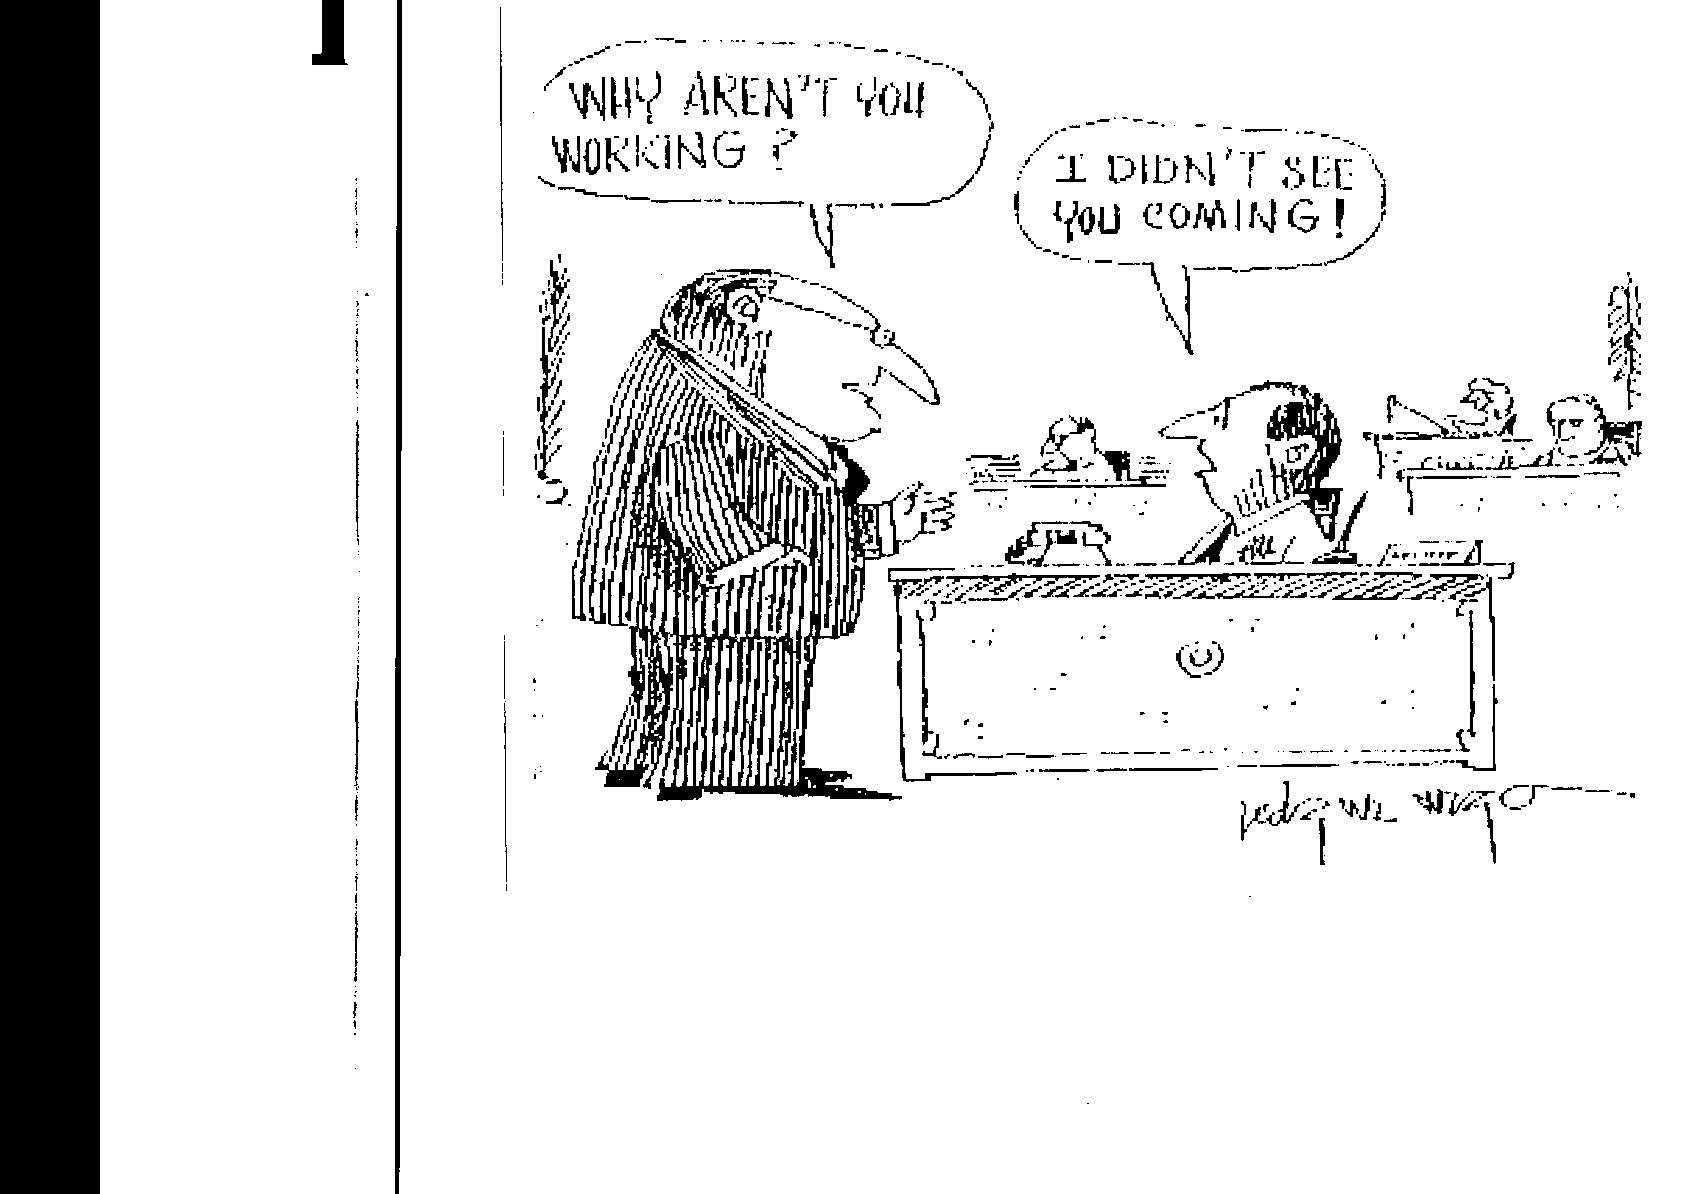 WHY AREN'T YOU
WORKING ?
I DIDN'T SEE
YOU COMING!